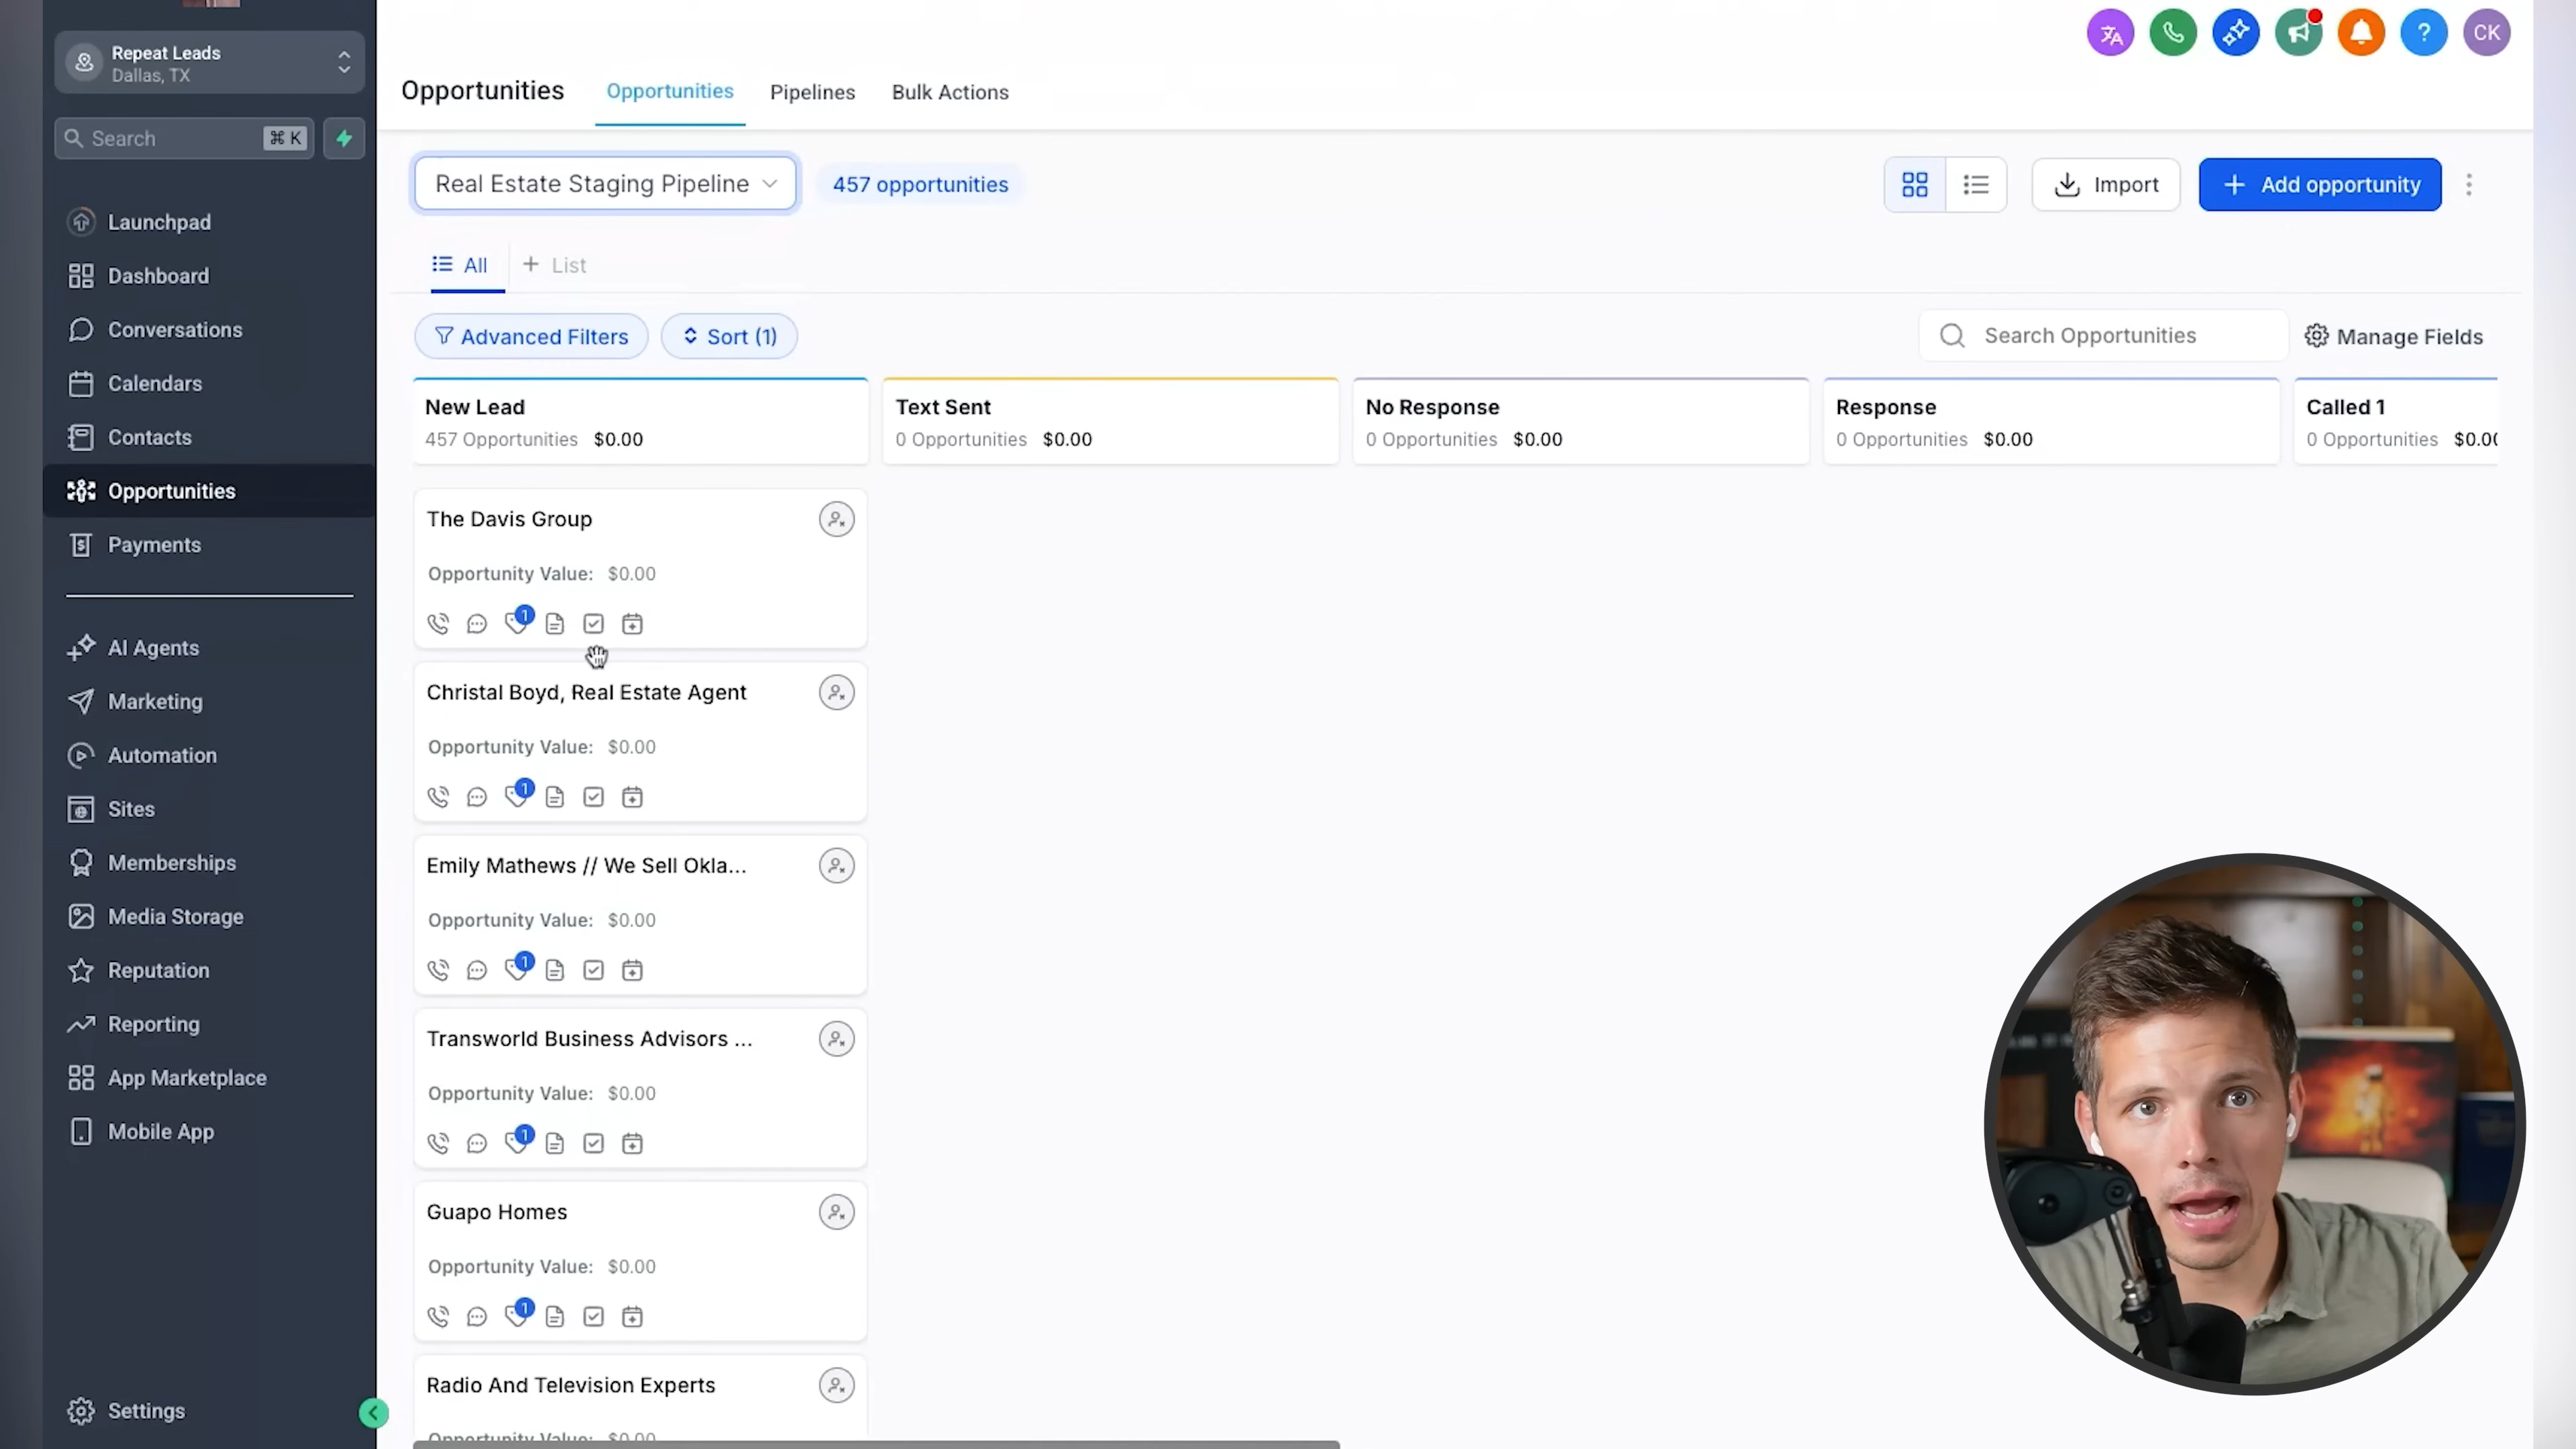 Repeat Leads
Dallas, TX
Search
⌘ K
Launchpad
Dashboard
Conversations
Calendars
Contacts
Opportunities
Payments
AI Agents
Marketing
Automation
Sites
Memberships
Media Storage
Reputation
Reporting
App Marketplace
Mobile App
Settings
Opportunities Opportunities Pipelines Bulk Actions
CK
Real Estate Staging Pipeline 457 opportunities
Import + Add opportunity
All + List
Advanced Filters Sort (1)
Search Opportunities Manage Fields
New Lead
457 Opportunities $0.00
Text Sent
0 Opportunities $0.00
No Response
0 Opportunities $0.00
Response
0 Opportunities $0.00
Called 1
0 Opportunities $0.00
The Davis Group
Opportunity Value: $0.00
1
Christal Boyd, Real Estate Agent
Opportunity Value: $0.00
1
Emily Mathews // We Sell Okla...
Opportunity Value: $0.00
1
Transworld Business Advisors ...
Opportunity Value: $0.00
1
Guapo Homes
Opportunity Value: $0.00
1
Radio And Television Experts
Opportunity Value: $0.00